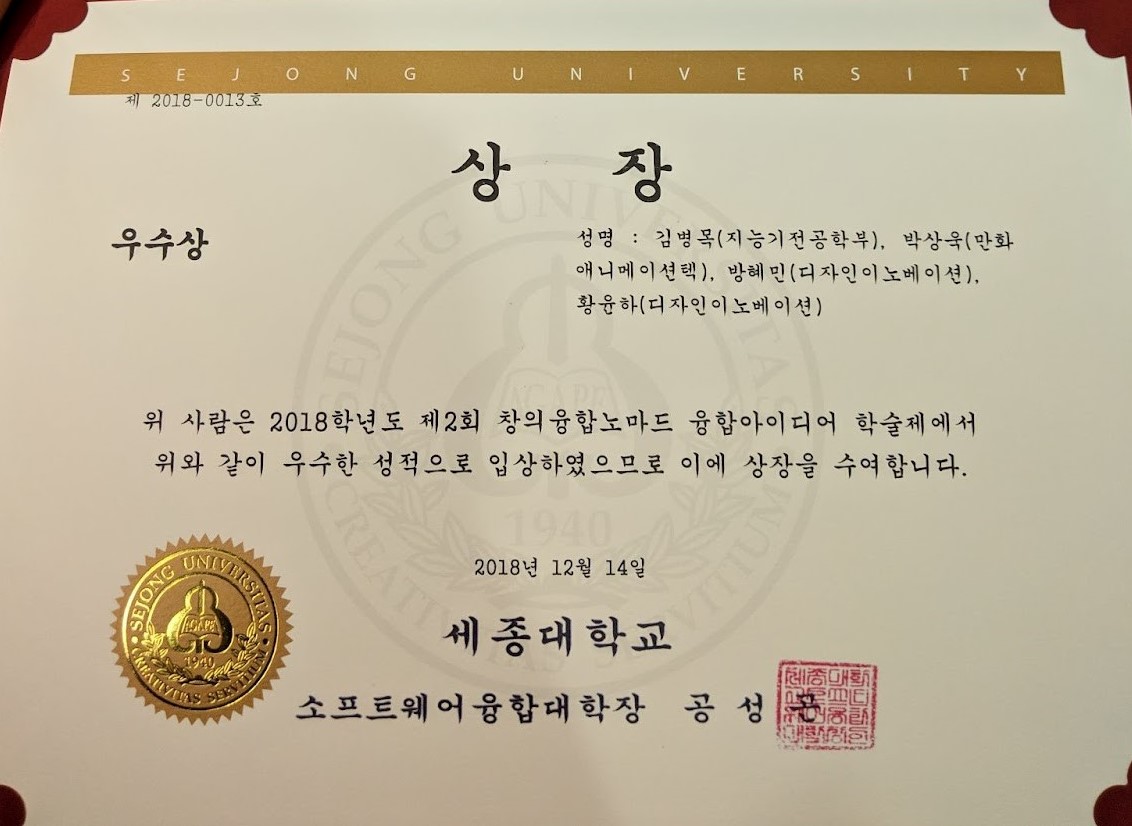 SEJONG UNIVERSITY
제 2018-0013호
상 장
우수상
성명 : 김병목(지능기전공학부), 박상욱(만화
애니메이션텍), 방혜민(디자인이노베이션),
황윤하(디자인이노베이션)
위 사람은 2018학년도 제2회 창의융합노마드 융합아이디어 학술제에서
위와 같이 우수한 성적으로 입상하였으므로 이에 상장을 수여합니다.
2018년 12월 14일
세종대학교
소프트웨어융합대학장 공 성 곤
SEJONG UNIVERSITAS
AGAPE
1940
CREATIVITAS SERVITIUM
SEJONG UNIVERSITAS
AGAPE
1940